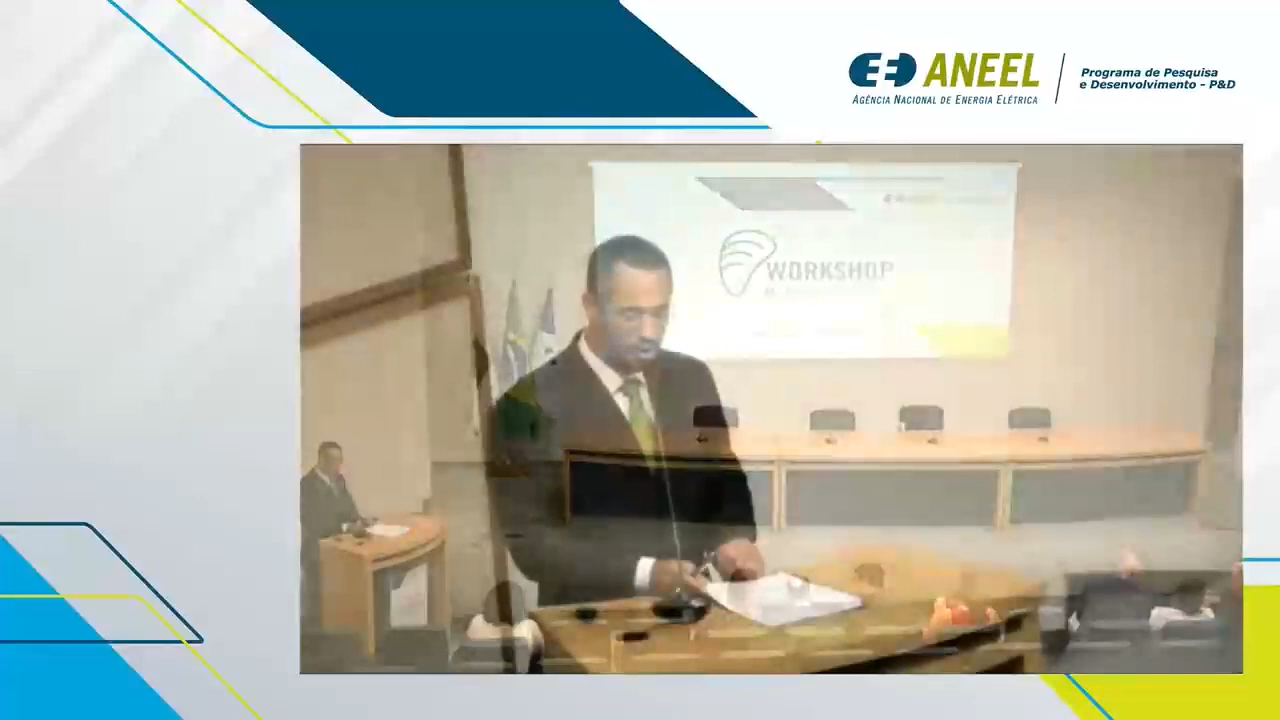 ANEEL
AGÊNCIA NACIONAL DE ENERGIA ELÉTRICA
Programa de Pesquisa
e Desenvolvimento - P&D
WORKSHOP